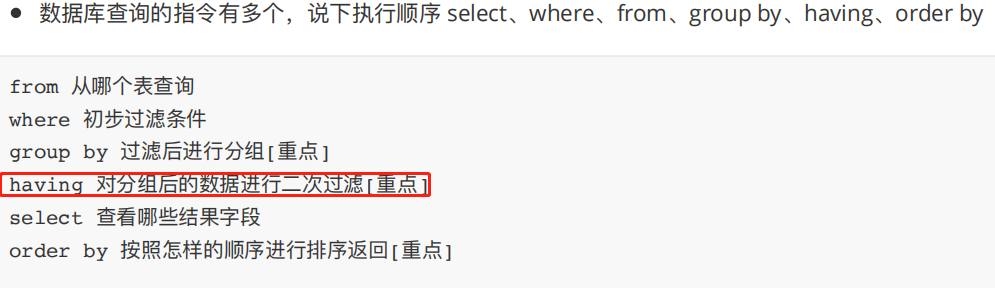 ● 数据库查询的指令有多个，说下执行顺序 select、where、from、group by、having、order by
from 从哪个表查询
where 初步过滤条件
group by 过滤后进行分组[重点]
having 对分组后的数据进行二次过滤[重点]
select 查看哪些结果字段
order by 按照怎样的顺序进行排序返回[重点]